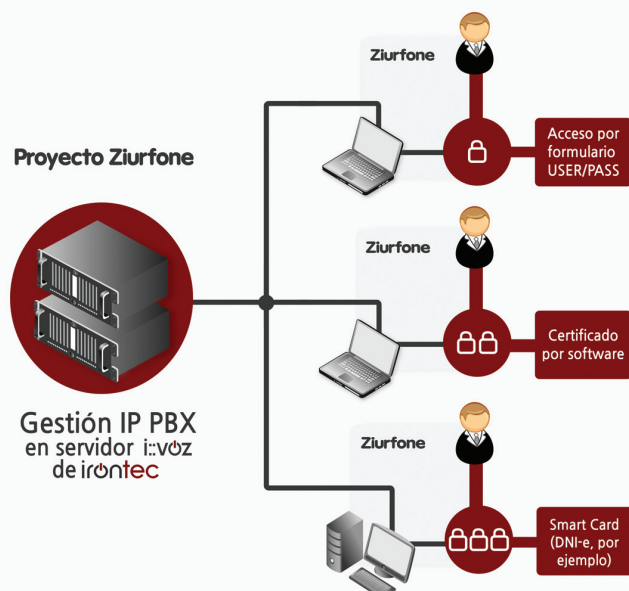 Proyecto Ziurfone
Gestión IP PBX
en servidor i::voz
de irontec
Ziurfone
Acceso por
formulario
USER/PASS
Ziurfone
Certificado
por software
Ziurfone
Smart Card
(DNI-e, por
ejemplo)